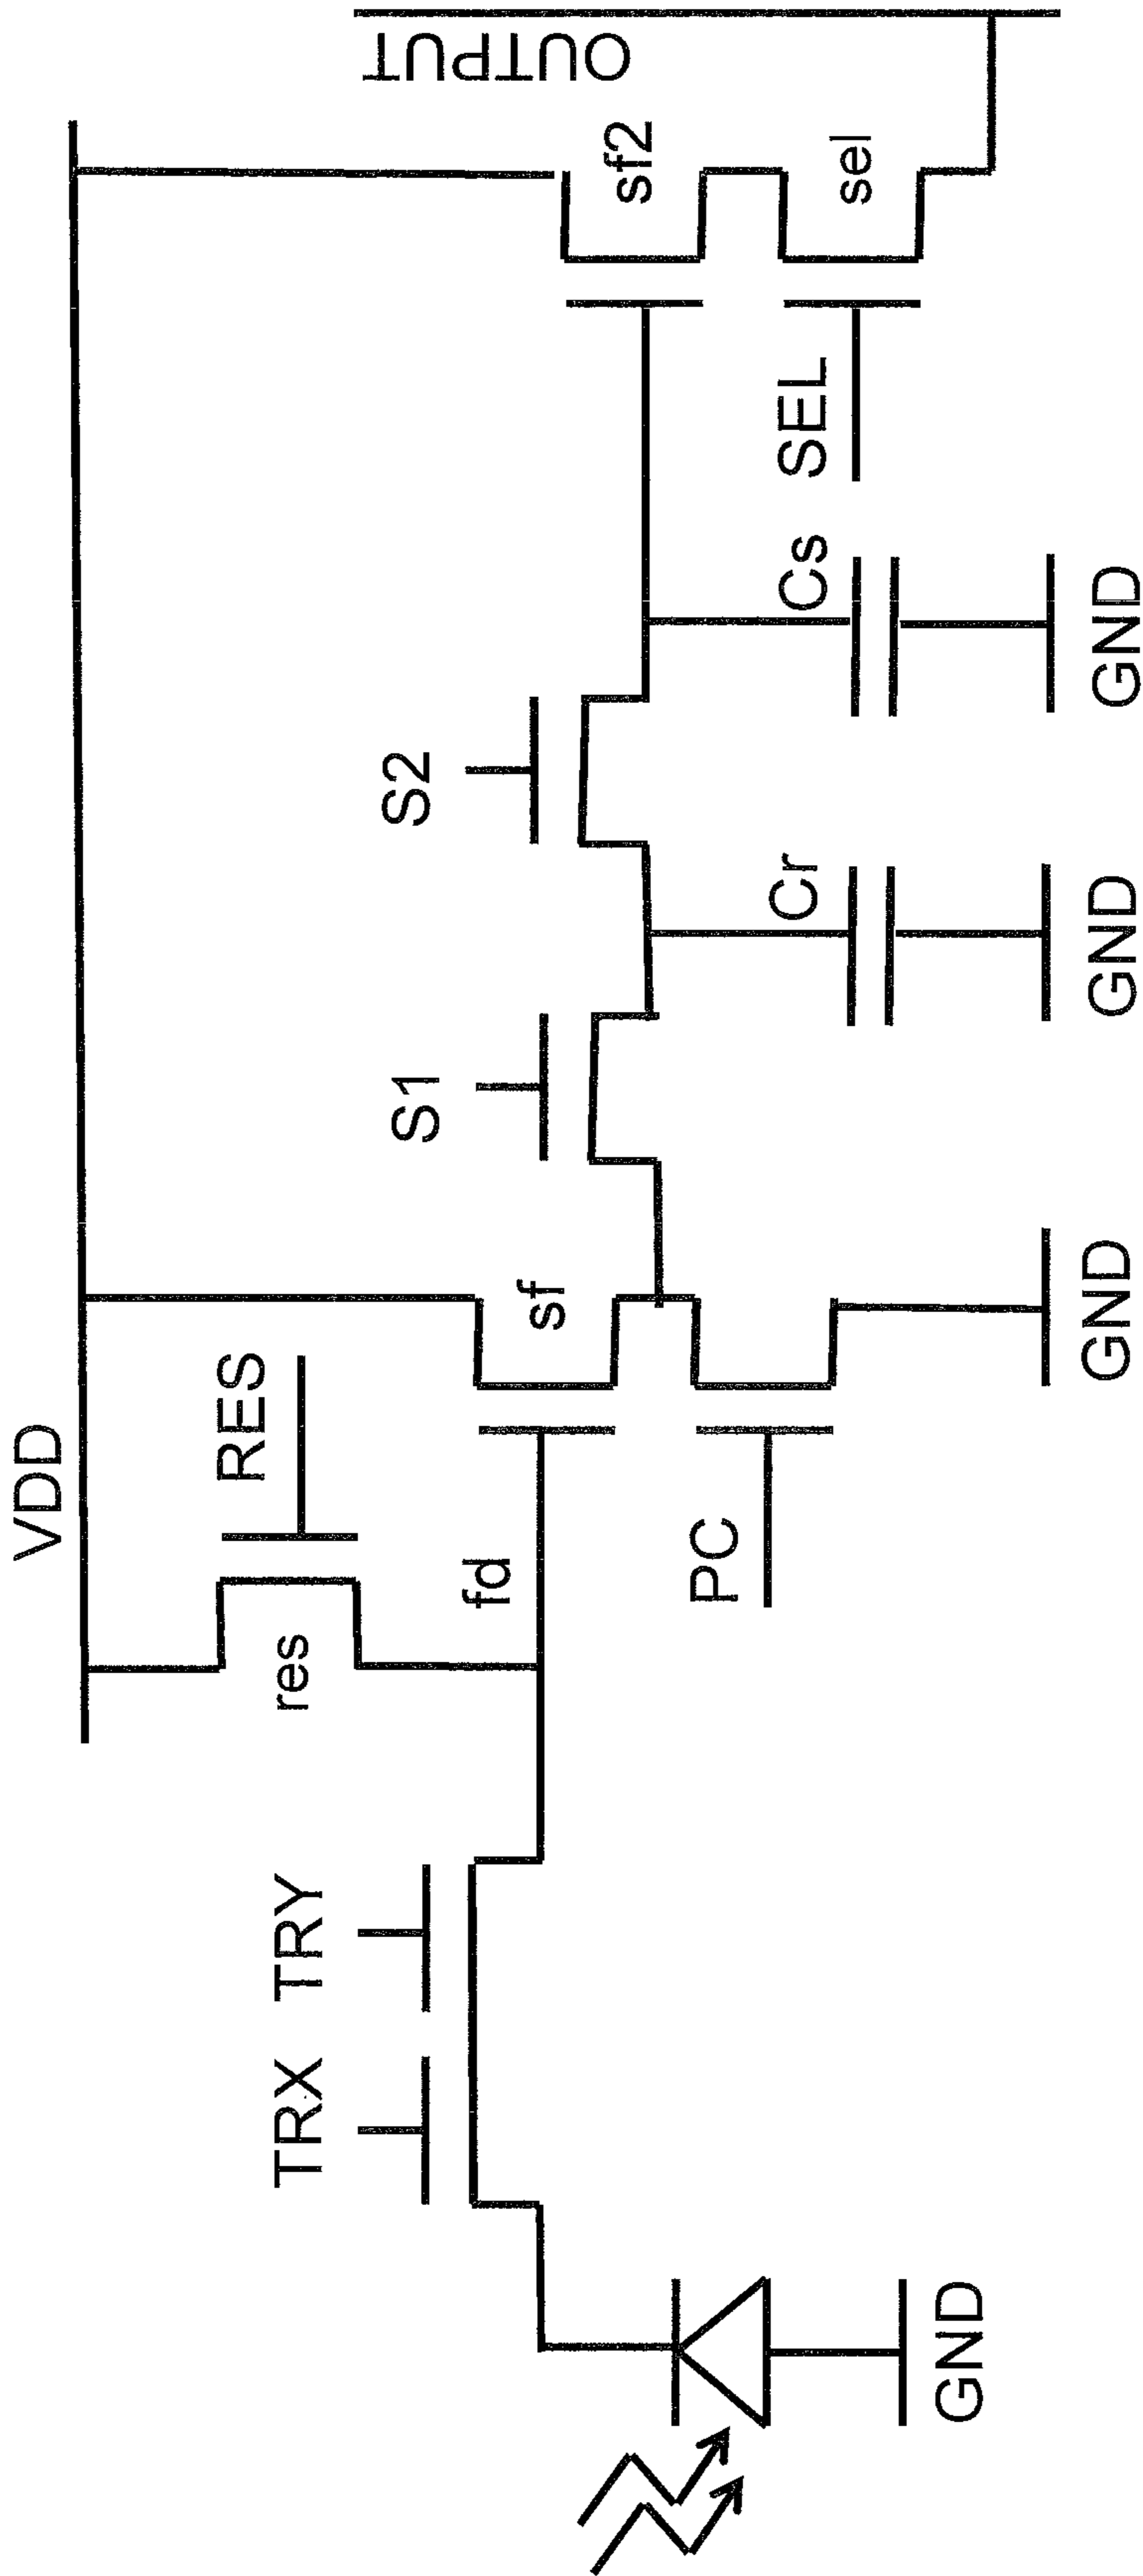 VDD
RES
res
TRX
TRY
fd
sf
PC
S1
S2
Cr
Cs
sf2
SEL
sel
OUTPUT
GND
GND
GND
GND